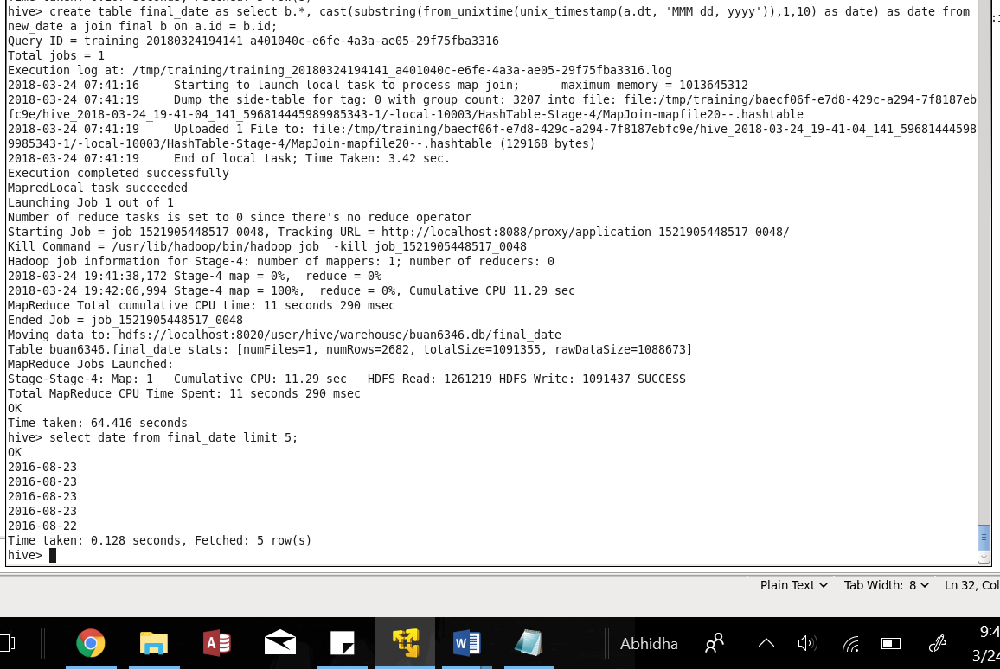 hive> create table final_date as select b.*, cast(substring(from_unixtime(unix_timestamp(a.dt, 'MMM dd, yyyy')),1,10) as date) as date from
new_date a join final b on a.id = b.id;
Query ID = training_20180324194141_a401040c-e6fe-4a3a-ae05-29f75fba3316
Total jobs = 1
Execution log at: /tmp/training/training_20180324194141_a401040c-e6fe-4a3a-ae05-29f75fba3316.log
2018-03-24 07:41:16     Starting to launch local task to process map join;      maximum memory = 1013645312
2018-03-24 07:41:19     Dump the side-table for tag: 0 with group count: 3207 into file: file:/tmp/training/baecf06f-e7d8-429c-a294-7f8187eb
fc9e/hive_2018-03-24_19-41-04_141_596814445989985343-1/-local-10003/HashTable-Stage-4/MapJoin-mapfile20--.hashtable
2018-03-24 07:41:19     Uploaded 1 File to: file:/tmp/training/baecf06f-e7d8-429c-a294-7f8187ebfc9e/hive_2018-03-24_19-41-04_141_59681444598
9985343-1/-local-10003/HashTable-Stage-4/MapJoin-mapfile20--.hashtable (129168 bytes)
2018-03-24 07:41:19     End of local task; Time Taken: 3.42 sec.
Execution completed successfully
MapredLocal task succeeded
Launching Job 1 out of 1
Number of reduce tasks is set to 0 since there's no reduce operator
Starting Job = job_1521905448517_0048, Tracking URL = http://localhost:8088/proxy/application_1521905448517_0048/
Kill Command = /usr/lib/hadoop/bin/hadoop job  -kill job_1521905448517_0048
Hadoop job information for Stage-4: number of mappers: 1; number of reducers: 0
2018-03-24 19:41:38,172 Stage-4 map = 0%,  reduce = 0%
2018-03-24 19:42:06,994 Stage-4 map = 100%,  reduce = 0%, Cumulative CPU 11.29 sec
MapReduce Total cumulative CPU time: 11 seconds 290 msec
Ended Job = job_1521905448517_0048
Moving data to: hdfs://localhost:8020/user/hive/warehouse/buan6346.db/final_date
Table buan6346.final_date stats: [numFiles=1, numRows=2682, totalSize=1091355, rawDataSize=1088673]
MapReduce Jobs Launched:
Stage-Stage-4: Map: 1   Cumulative CPU: 11.29 sec   HDFS Read: 1261219 HDFS Write: 1091437 SUCCESS
Total MapReduce CPU Time Spent: 11 seconds 290 msec
OK
Time taken: 64.416 seconds
hive> select date from final_date limit 5;
OK
2016-08-23
2016-08-23
2016-08-23
2016-08-23
2016-08-22
Time taken: 0.128 seconds, Fetched: 5 row(s)
hive>
Plain Text Tab Width: 8 Ln 32, Col
Abhidha
9:4
3/24